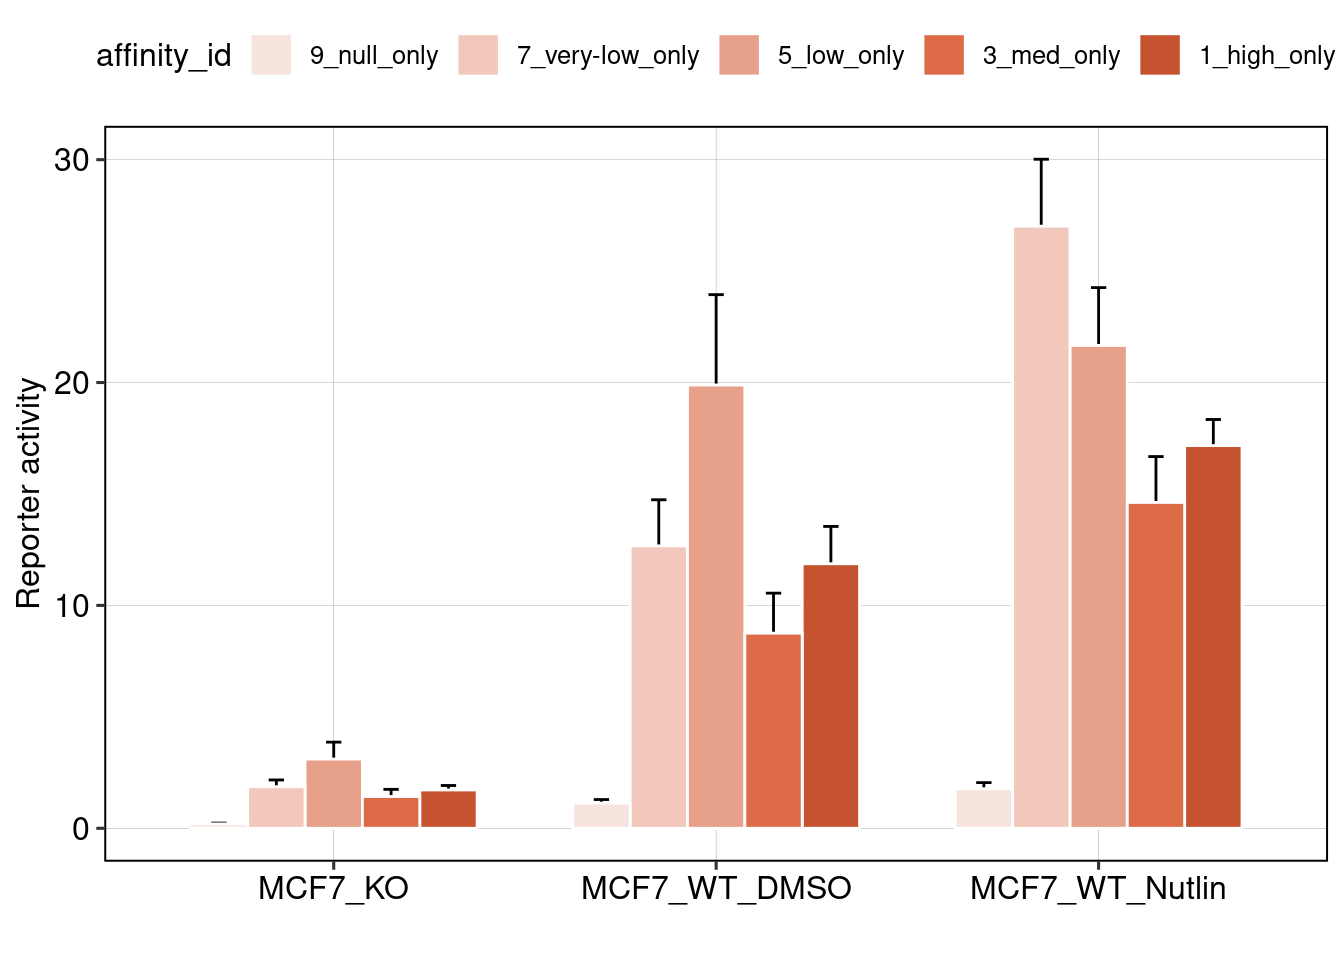 affinity_id 9_null_only 7_very-low_only 5_low_only 3_med_only 1_high_only
30
20
10
0
Reporter activity
MCF7_KO MCF7_WT_DMSO MCF7_WT_Nutlin